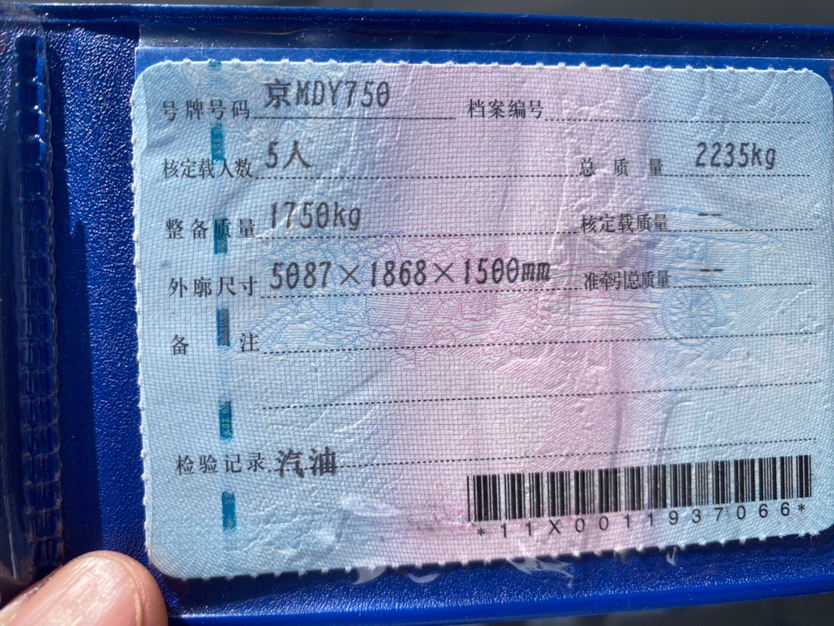 号牌号码 京MDY750 档案编号
核定载人数 5人 总质量 2235kg
整备质量 1750kg 核定载质量 --
外廓尺寸 5087×1868×1500mm 准牵引总质量 --
备注
检验记录 汽油
*11X0011937066*